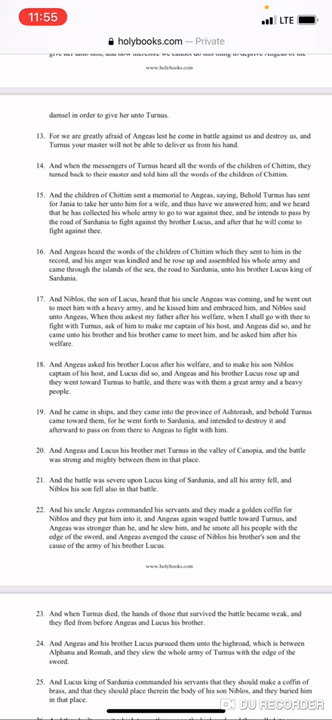 11:55
LTE
holybooks.com — Private
www.holybooks.com
damsel in order to give her unto Turnus.
13. For we are greatly afraid of Angeas lest he come in battle against us and destroy us, and
Turnus your master will not be able to deliver us from his hand.
14. And when the messengers of Turnus heard all the words of the children of Chittim, they
turned back to their master and told him all the words of the children of Chittim.
15. And the children of Chittim sent a memorial to Angeas, saying, Behold Turnus has sent
for Jania to take her unto him for a wife, and thus have we answered him; and we heard
that he has collected his whole army to go to war against thee, and he intends to pass by
the road of Sardunia to fight against thy brother Lucus, and after that he will come to
fight against thee.
16. And Angeas heard the words of the children of Chittim which they sent to him in the
record, and his anger was kindled and he rose up and assembled his whole army and
came through the islands of the sea, the road to Sardunia, unto his brother Lucus king of
Sardunia.
17. And Niblos, the son of Lucus, heard that his uncle Angeas was coming, and he went out
to meet him with a heavy army, and he kissed him and embraced him, and Niblos said
unto Angeas, When thou askest my father after his welfare, when I shall go with thee to
fight with Turnus, ask of him to make me captain of his host, and Angeas did so, and he
came unto his brother and his brother came to meet him, and he asked him after his
welfare.
18. And Angeas asked his brother Lucus after his welfare, and to make his son Niblos
captain of his host, and Lucus did so, and Angeas and his brother Lucus rose up and
they went toward Turnus to battle, and there was with them a great army and a heavy
people.
19. And he came in ships, and they came into the province of Ashtorash, and behold Turnus
came toward them, for he went forth to Sardunia, and intended to destroy it and
afterward to pass on from there to Angeas to fight with him.
20. And Angeas and Lucus his brother met Turnus in the valley of Canopia, and the battle
was strong and mighty between them in that place.
21. And the battle was severe upon Lucus king of Sardunia, and all his army fell, and
Niblos his son fell also in that battle.
22. And his uncle Angeas commanded his servants and they made a golden coffin for
Niblos and they put him into it, and Angeas again waged battle toward Turnus, and
Angeas was stronger than he, and he slew him, and he smote all his people with the
edge of the sword, and Angeas avenged the cause of Niblos his brother's son and the
cause of the army of his brother Lucus.
www.holybooks.com
23. And when Turnus died, the hands of those that survived the battle became weak, and
they fled from before Angeas and Lucus his brother.
24. And Angeas and his brother Lucus pursued them unto the highroad, which is between
Alphanu and Romah, and they slew the whole army of Turnus with the edge of the
sword.
25. And Lucus king of Sardunia commanded his servants that they should make a coffin of
brass, and that they should place therein the body of his son Niblos, and they buried him
in that place.
DU RECORDER